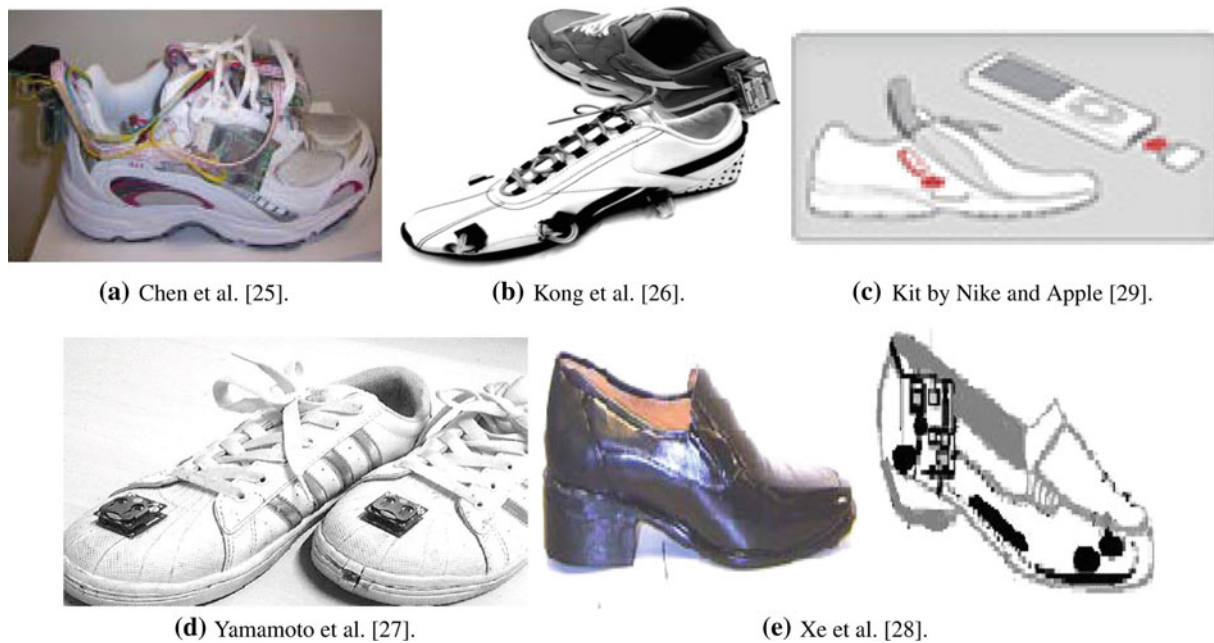 (a) Chen et al. [25].
(b) Kong et al. [26].
(c) Kit by Nike and Apple [29].
(d) Yamamoto et al. [27].
(e) Xe et al. [28].